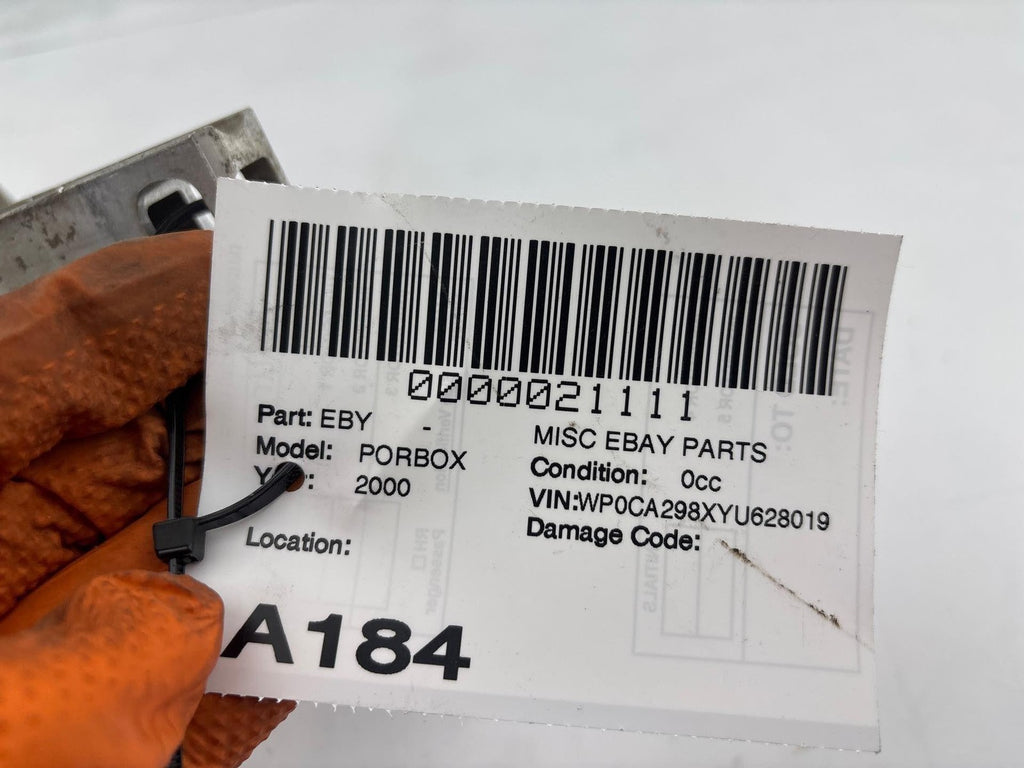 0000021111
Part: EBY -
MISC EBAY PARTS
Model: PORBOX
Condition: 0cc
2000
VIN:WP0CA298XYU628019
Damage Code:
Location:
A184